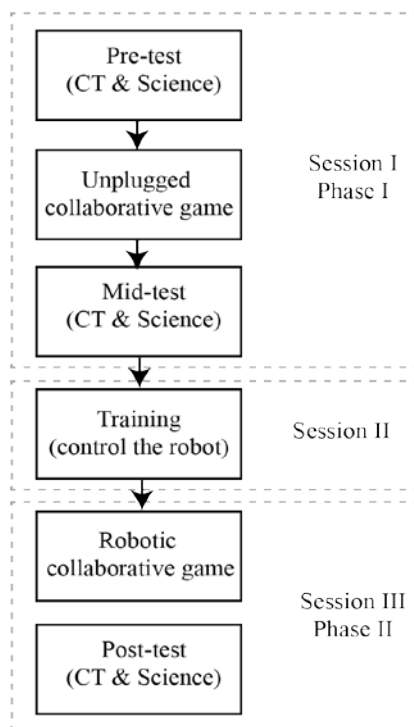 Pre-test
(CT & Science)
Unplugged
collaborative game
Session I
Phase I
Mid-test
(CT & Science)
Training
(control the robot)
Session II
Robotic
collaborative game
Session III
Phase II
Post-test
(CT & Science)